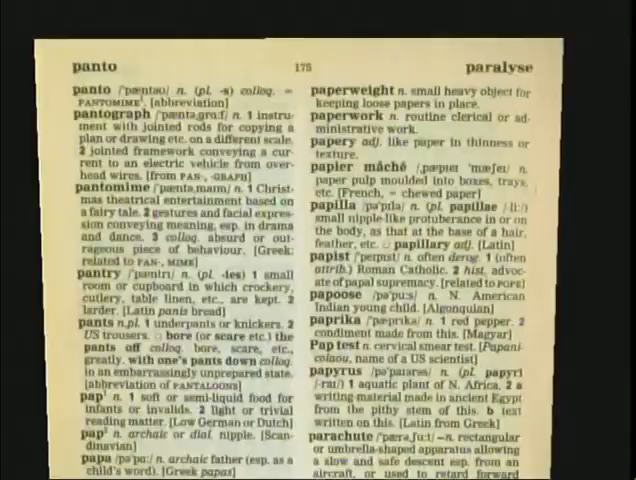 panto 175 paralyse
panto /'pæntəʊ/ n. (pl. -s) colloq. =
PANTOMIME¹. [abbreviation]
pantograph /'pæntə,grɑ:f/ n. 1 instru-
ment with jointed rods for copying a
plan or drawing etc. on a different scale.
2 jointed framework conveying a cur-
rent to an electric vehicle from over-
head wires. [from PAN-, -GRAPH]
pantomime /'pæntə,maɪm/ n. 1 Christ-
mas theatrical entertainment based on
a fairy tale. 2 gestures and facial expres-
sion conveying meaning, esp. in drama
and dance. 3 colloq. absurd or out-
rageous piece of behaviour. [Greek:
related to PAN-, MIME]
pantry /'pæntrɪ/ n. (pl. -ies) 1 small
room or cupboard in which crockery,
cutlery, table linen, etc., are kept. 2
larder. [Latin panis bread]
pants n.pl. 1 underpants or knickers. 2
US trousers. □ bore (or scare etc.) the
pants off colloq. bore, scare, etc.,
greatly. with one's pants down colloq.
in an embarrassingly unprepared state.
[abbreviation of PANTALOONS]
pap¹ n. 1 soft or semi-liquid food for
infants or invalids. 2 light or trivial
reading matter. [Low German or Dutch]
pap² n. archaic or dial. nipple. [Scan-
dinavian]
papa /pə'pɑ:/ n. archaic father (esp. as a
child's word). [Greek papas]
paperweight n. small heavy object for
keeping loose papers in place.
paperwork n. routine clerical or ad-
ministrative work.
papery adj. like paper in thinness or
texture.
papier mâché /,pæpɪeɪ 'mæʃeɪ/ n.
paper pulp moulded into boxes, trays,
etc. [French, = chewed paper]
papilla /pə'pɪlə/ n. (pl. papillae /-li:/)
small nipple-like protuberance in or on
the body, as that at the base of a hair,
feather, etc. □ papillary adj. [Latin]
papist /'peɪpɪst/ n. often derog. 1 (often
attrib.) Roman Catholic. 2 hist. advoc-
ate of papal supremacy. [related to POPE]
papoose /pə'pu:s/ n. N. American
Indian young child. [Algonquian]
paprika /'pæprɪkə/ n. 1 red pepper. 2
condiment made from this. [Magyar]
Pap test n. cervical smear test. [Papani-
colaou, name of a US scientist]
papyrus /pə'paɪərəs/ n. (pl. papyri
/-raɪ/) 1 aquatic plant of N. Africa. 2 a
writing-material made in ancient Egypt
from the pithy stem of this. b text
written on this. [Latin from Greek]
parachute /'pærə,ʃu:t/ –n. rectangular
or umbrella-shaped apparatus allowing
a slow and safe descent esp. from an
aircraft, or used to retard forward